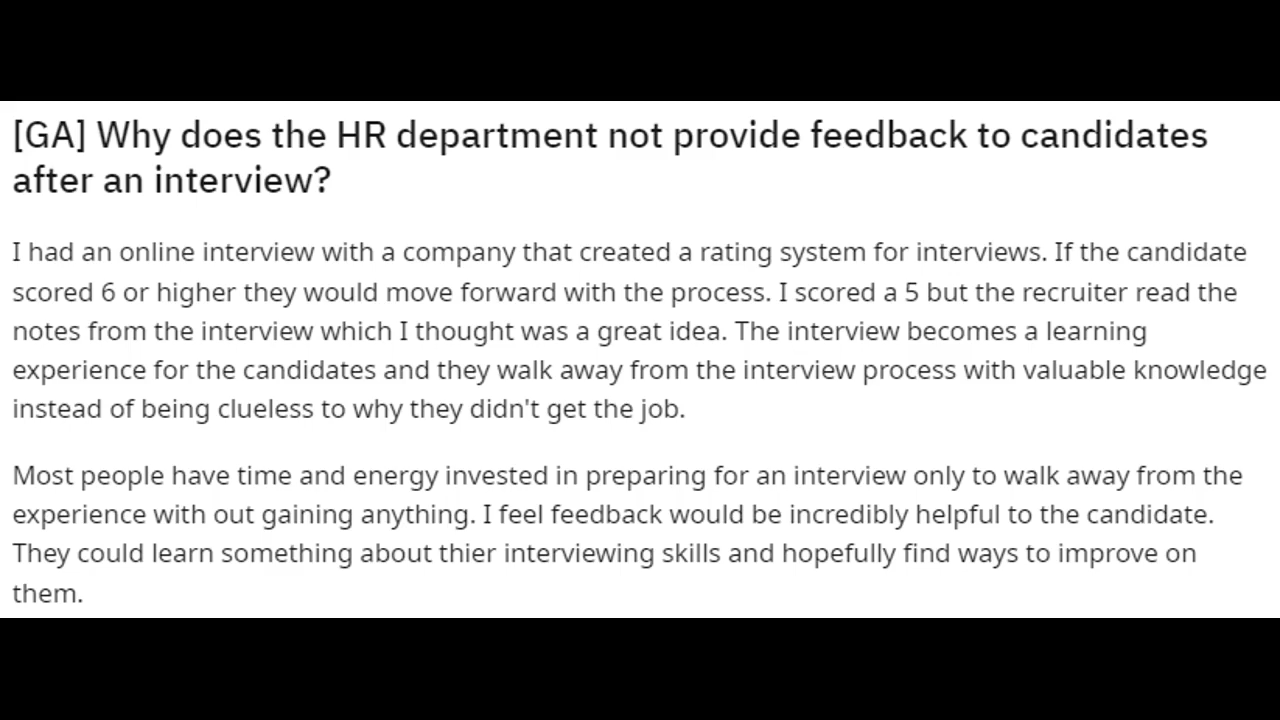 [GA] Why does the HR department not provide feedback to candidates
after an interview?
I had an online interview with a company that created a rating system for interviews. If the candidate
scored 6 or higher they would move forward with the process. I scored a 5 but the recruiter read the
notes from the interview which I thought was a great idea. The interview becomes a learning
experience for the candidates and they walk away from the interview process with valuable knowledge
instead of being clueless to why they didn't get the job.
Most people have time and energy invested in preparing for an interview only to walk away from the
experience with out gaining anything. I feel feedback would be incredibly helpful to the candidate.
They could learn something about thier interviewing skills and hopefully find ways to improve on
them.